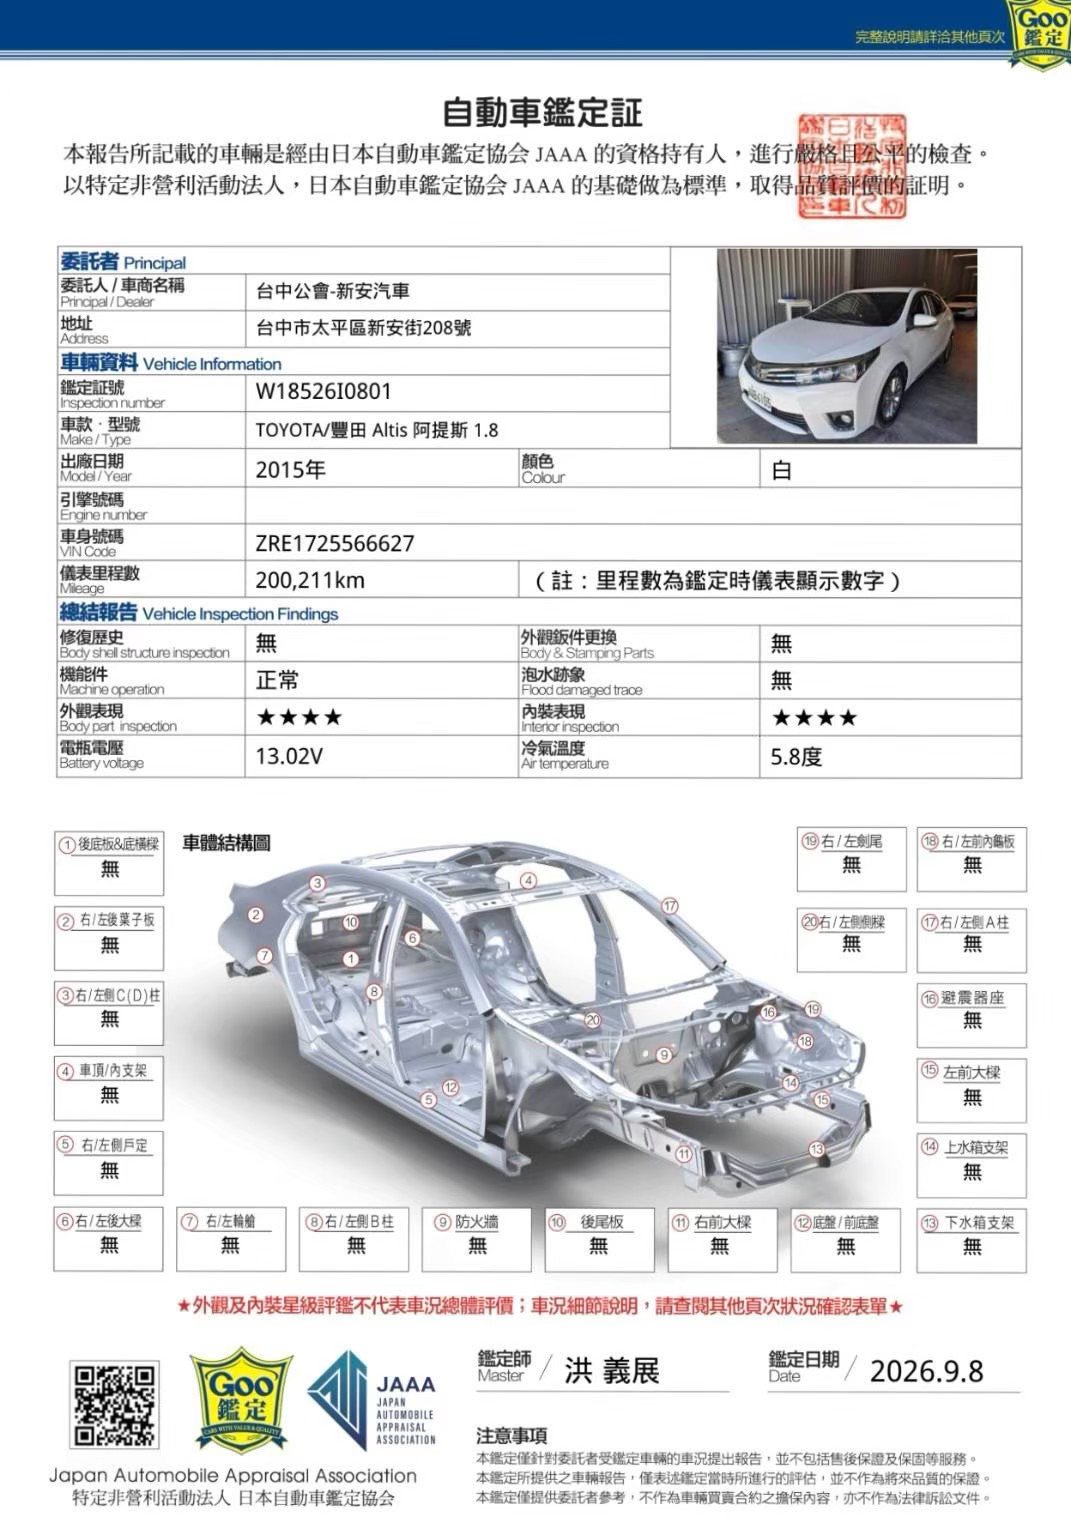 完整說明請詳洽其他頁次
Goo
鑑定
自動車鑑定証
本報告所記載的車輛是經由日本自動車鑑定協会 JAAA 的資格持有人，進行嚴格且公平的檢查。
以特定非營利活動法人，日本自動車鑑定協会 JAAA 的基礎做為標準，取得品質評價的証明。
委託者 Principal
委託人 / 車商名稱
Principal / Dealer
台中公會-新安汽車
地址
Address
台中市太平區新安街208號
車輛資料 Vehicle Information
鑑定証號
Inspection number
W18526I0801
車款．型號
Make / Type
TOYOTA/豐田 Altis 阿提斯 1.8
出廠日期
Model / Year
2015年
顏色
Colour
白
引擎號碼
Engine number
車身號碼
VIN Code
ZRE1725566627
儀表里程數
Mileage
200,211km
（註：里程數為鑑定時儀表顯示數字）
總結報告 Vehicle Inspection Findings
修復歷史
Body shell structure inspection
無
外觀鈑件更換
Body & Stamping Parts
無
機能件
Machine operation
正常
泡水跡象
Flood damaged trace
無
外觀表現
Body part inspection
★★★★
內裝表現
Interior inspection
★★★★
電瓶電壓
Battery voltage
13.02V
冷氣溫度
Air temperature
5.8度
車體結構圖
①後底板&底橫樑
無
②右/左後葉子板
無
③右/左側C(D)柱
無
④車頂/內支架
無
⑤右/左側戶定
無
⑥右/左後大樑
無
⑦右/左輪艙
無
⑧右/左側B柱
無
⑨防火牆
無
⑩後尾板
無
⑪右前大樑
無
⑫底盤/前底盤
無
⑬下水箱支架
無
⑭上水箱支架
無
⑮左前大樑
無
⑯避震器座
無
⑰右/左側A柱
無
⑱右/左前內龜板
無
⑲右/左劍尾
無
⑳右/左側側樑
無
★外觀及內裝星級評鑑不代表車況總體評價；車況細節說明，請查閱其他頁次狀況確認表單★
Goo
鑑定
CARS WITH VALUE & QUALITY
JAAA
JAPAN
AUTOMOBILE
APPRAISAL
ASSOCIATION
Japan Automobile Appraisal Association
特定非營利活動法人 日本自動車鑑定協会
鑑定師
Master
洪 義展
鑑定日期
Date
2026.9.8
注意事項
本鑑定僅針對委託者受鑑定車輛的車況提出報告，並不包括售後保證及保固等服務。
本鑑定所提供之車輛報告，僅表述鑑定當時所進行的評估，並不作為將來品質的保證。
本鑑定僅提供委託者參考，不作為車輛買賣合約之擔保內容，亦不作為法律訴訟文件。